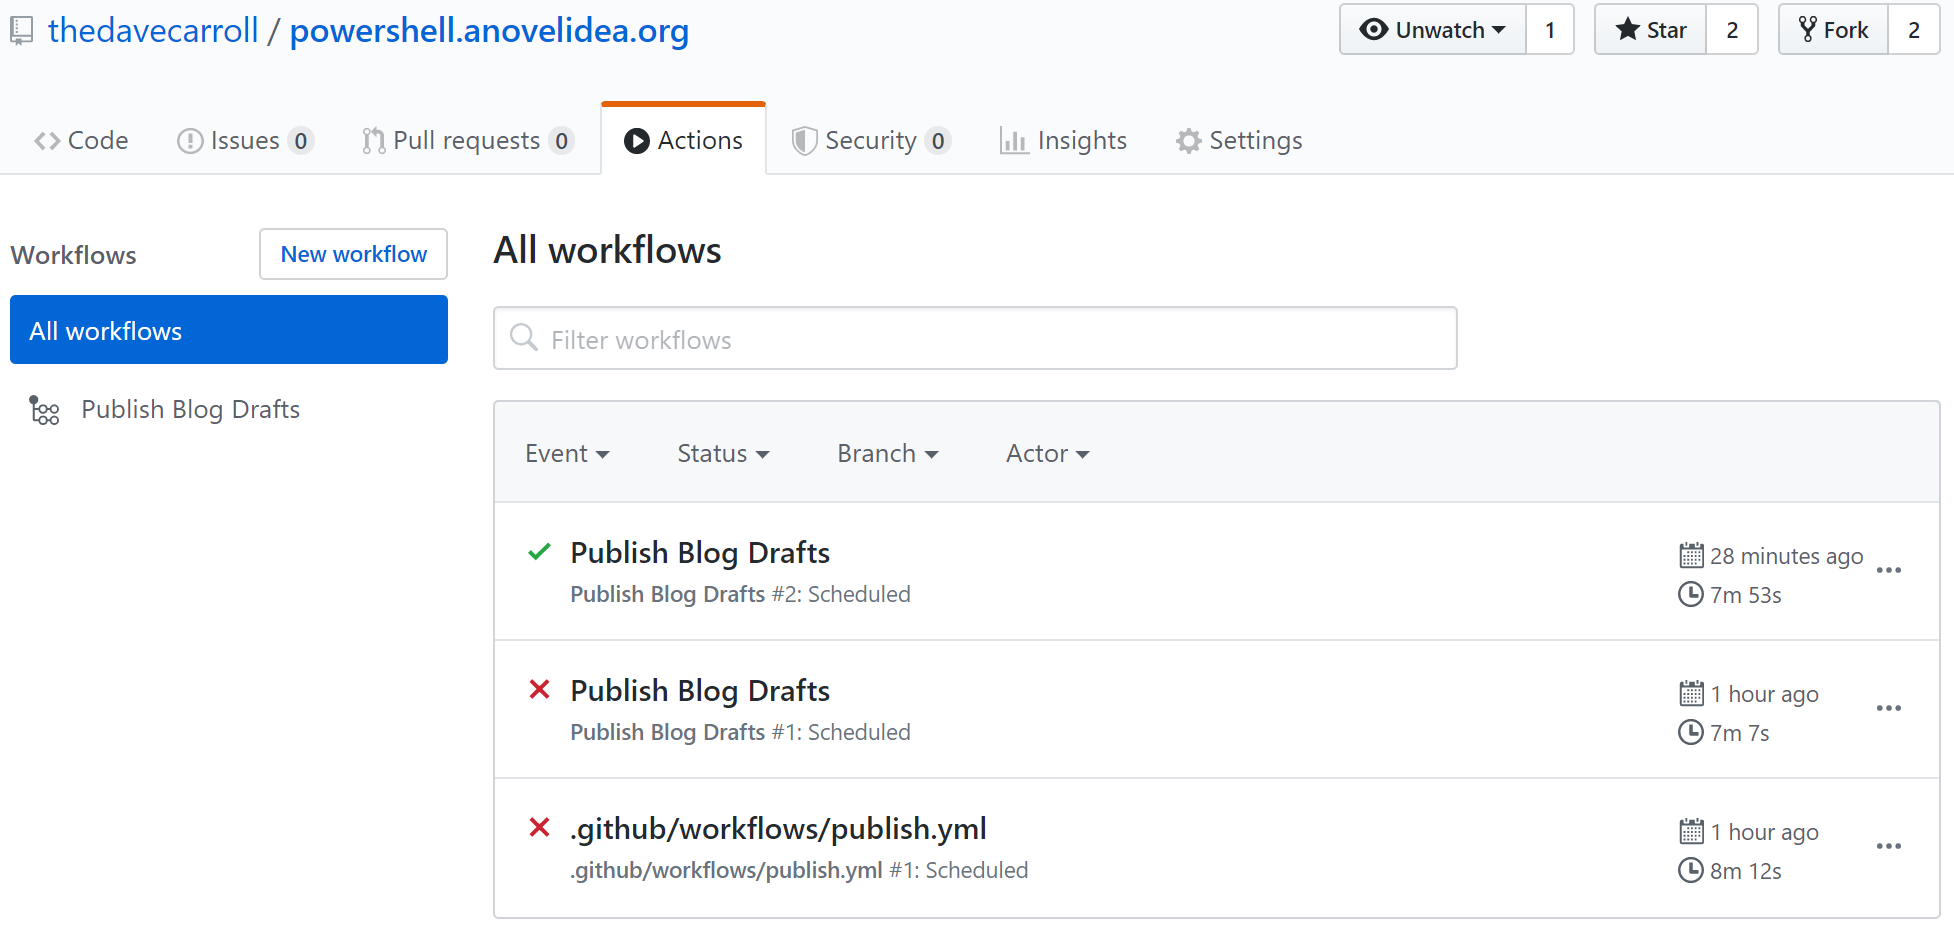 thedavecarroll / powershell.anovelidea.org
Unwatch 1 Star 2 Fork 2
Code Issues 0 Pull requests 0 Actions Security 0 Insights Settings
Workflows
New workflow
All workflows
Publish Blog Drafts
All workflows
Filter workflows
Event Status Branch Actor
Publish Blog Drafts
Publish Blog Drafts #2: Scheduled
28 minutes ago
7m 53s
Publish Blog Drafts
Publish Blog Drafts #1: Scheduled
1 hour ago
7m 7s
.github/workflows/publish.yml
.github/workflows/publish.yml #1: Scheduled
1 hour ago
8m 12s